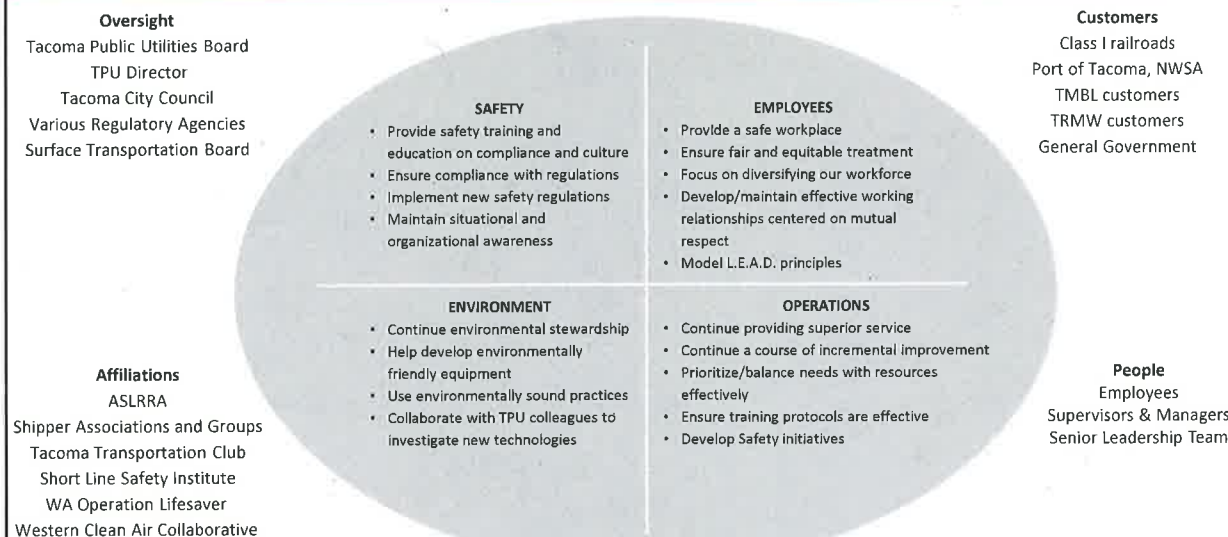 Oversight
Tacoma Public Utilities Board
TPU Director
Tacoma City Council
Various Regulatory Agencies
Surface Transportation Board
Customers
Class I railroads
Port of Tacoma, NWSA
TMBL customers
TRMW customers
General Government
SAFETY
• Provide safety training and
education on compliance and culture
• Ensure compliance with regulations
• Implement new safety regulations
• Maintain situational and
organizational awareness
EMPLOYEES
• Provide a safe workplace
• Ensure fair and equitable treatment
• Focus on diversifying our workforce
• Develop/maintain effective working
relationships centered on mutual
respect
• Model L.E.A.D. principles
ENVIRONMENT
• Continue environmental stewardship
• Help develop environmentally
friendly equipment
• Use environmentally sound practices
• Collaborate with TPU colleagues to
investigate new technologies
OPERATIONS
• Continue providing superior service
• Continue a course of incremental improvement
• Prioritize/balance needs with resources
effectively
• Ensure training protocols are effective
• Develop Safety initiatives
Affiliations
ASLRRA
Shipper Associations and Groups
Tacoma Transportation Club
Short Line Safety Institute
WA Operation Lifesaver
Western Clean Air Collaborative
People
Employees
Supervisors & Managers
Senior Leadership Team